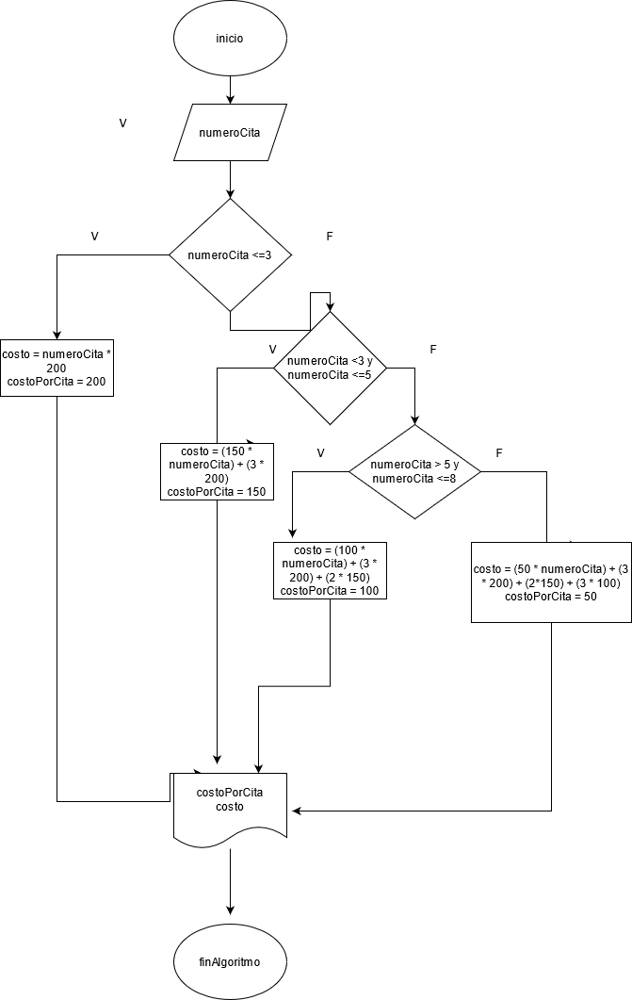 inicio
V
numeroCita
V
F
numeroCita <=3
V
F
numeroCita <3 y
numeroCita <=5
costo = numeroCita *
200
costoPorCita = 200
V
F
numeroCita > 5 y
numeroCita <=8
costo = (150 *
numeroCita) + (3 *
200)
costoPorCita = 150
costo = (100 *
numeroCita) + (3 *
200) + (2 * 150)
costoPorCita = 100
costo = (50 * numeroCita) + (3
* 200) + (2*150) + (3 * 100)
costoPorCita = 50
costoPorCita
costo
finAlgoritmo